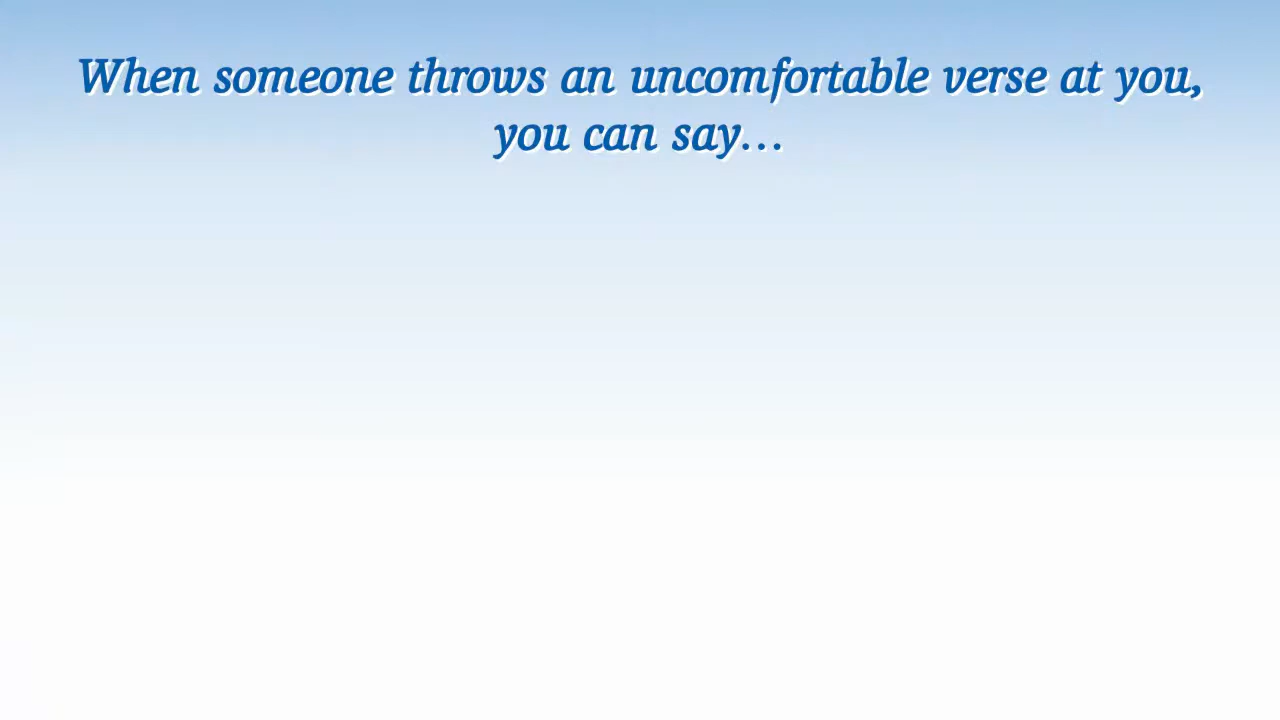 When someone throws an uncomfortable verse at you,
you can say…